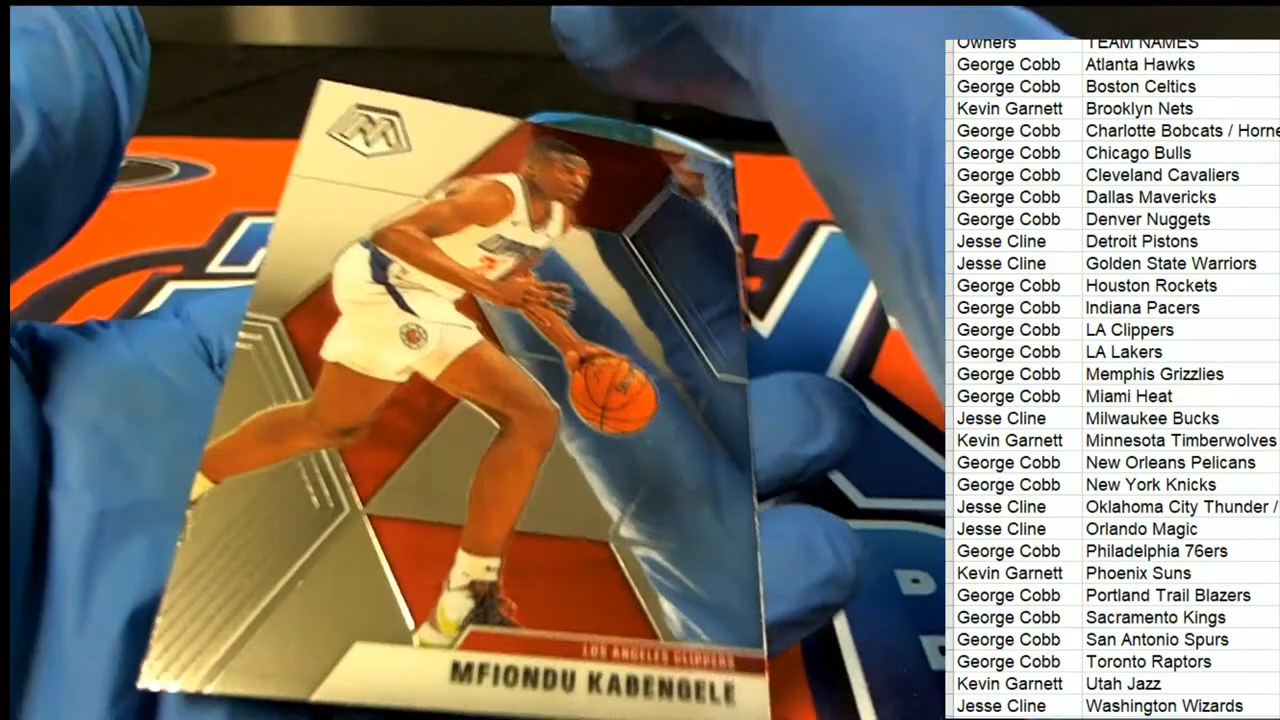 LOS ANGELES CLIPPERS
MFIONDU KABENGELE
Owners TEAM NAMES
George Cobb Atlanta Hawks
George Cobb Boston Celtics
Kevin Garnett Brooklyn Nets
George Cobb Charlotte Bobcats / Horne
George Cobb Chicago Bulls
George Cobb Cleveland Cavaliers
George Cobb Dallas Mavericks
George Cobb Denver Nuggets
Jesse Cline Detroit Pistons
Jesse Cline Golden State Warriors
George Cobb Houston Rockets
George Cobb Indiana Pacers
George Cobb LA Clippers
George Cobb LA Lakers
George Cobb Memphis Grizzlies
George Cobb Miami Heat
Jesse Cline Milwaukee Bucks
Kevin Garnett Minnesota Timberwolves
George Cobb New Orleans Pelicans
George Cobb New York Knicks
Jesse Cline Oklahoma City Thunder /
Jesse Cline Orlando Magic
George Cobb Philadelphia 76ers
Kevin Garnett Phoenix Suns
George Cobb Portland Trail Blazers
George Cobb Sacramento Kings
George Cobb San Antonio Spurs
George Cobb Toronto Raptors
Kevin Garnett Utah Jazz
Jesse Cline Washington Wizards